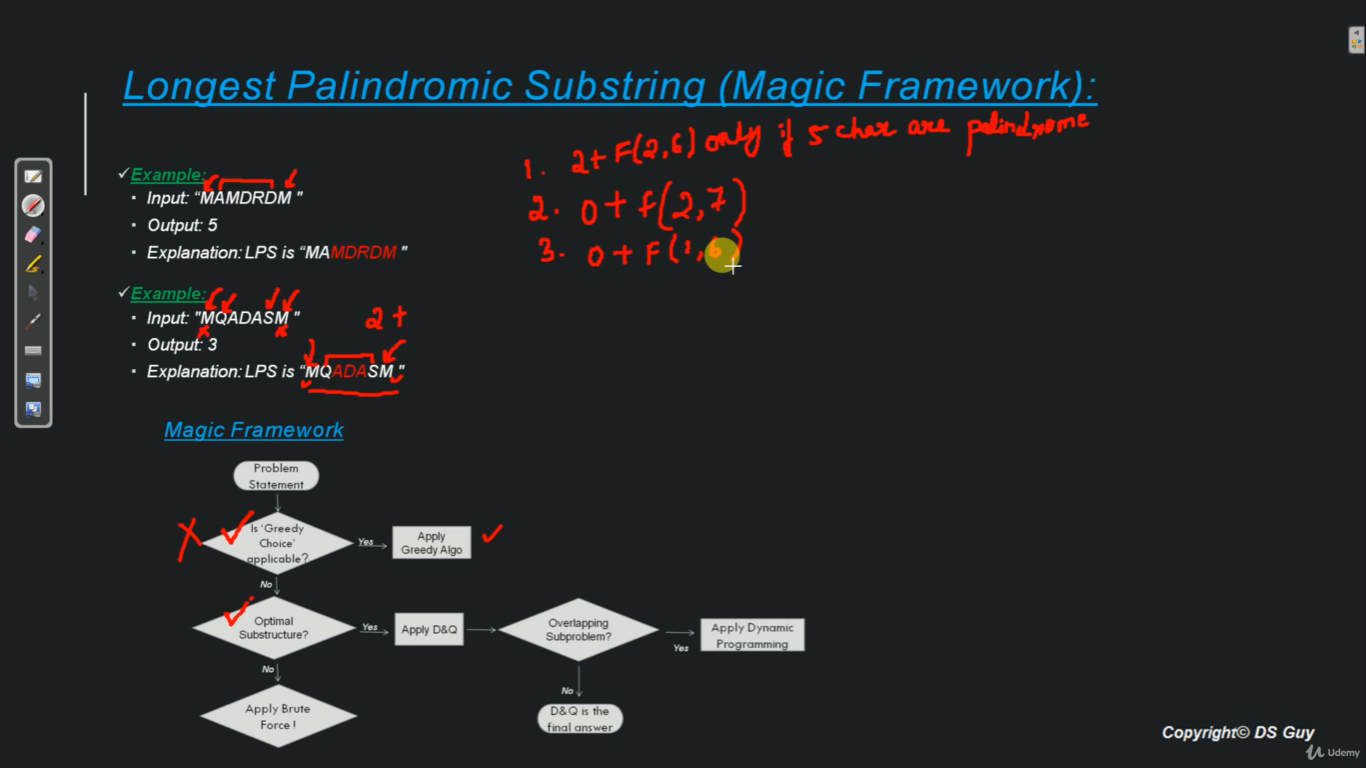 Longest Palindromic Substring (Magic Framework):
1. 2+ F(2,6) only if 5 char are palindrome
2. 0 + f(2,7)
3. 0 + F(1,6)
✓Example:
▪ Input: “MAMDRDM ”
▪ Output: 5
▪ Explanation: LPS is “MAMDRDM ”
✓Example:
▪ Input: "MQADASM ”
2 +
▪ Output: 3
▪ Explanation: LPS is “MQADASM ”
Magic Framework
Problem
Statement
Is ‘Greedy
Choice’
applicable?
Yes
Apply
Greedy Algo
No
Optimal
Substructure?
Yes
Apply D&Q
Overlapping
Subproblem?
Yes
Apply Dynamic
Programming
No
Apply Brute
Force !
No
D&Q is the
final answer
Copyright© DS Guy
Udemy